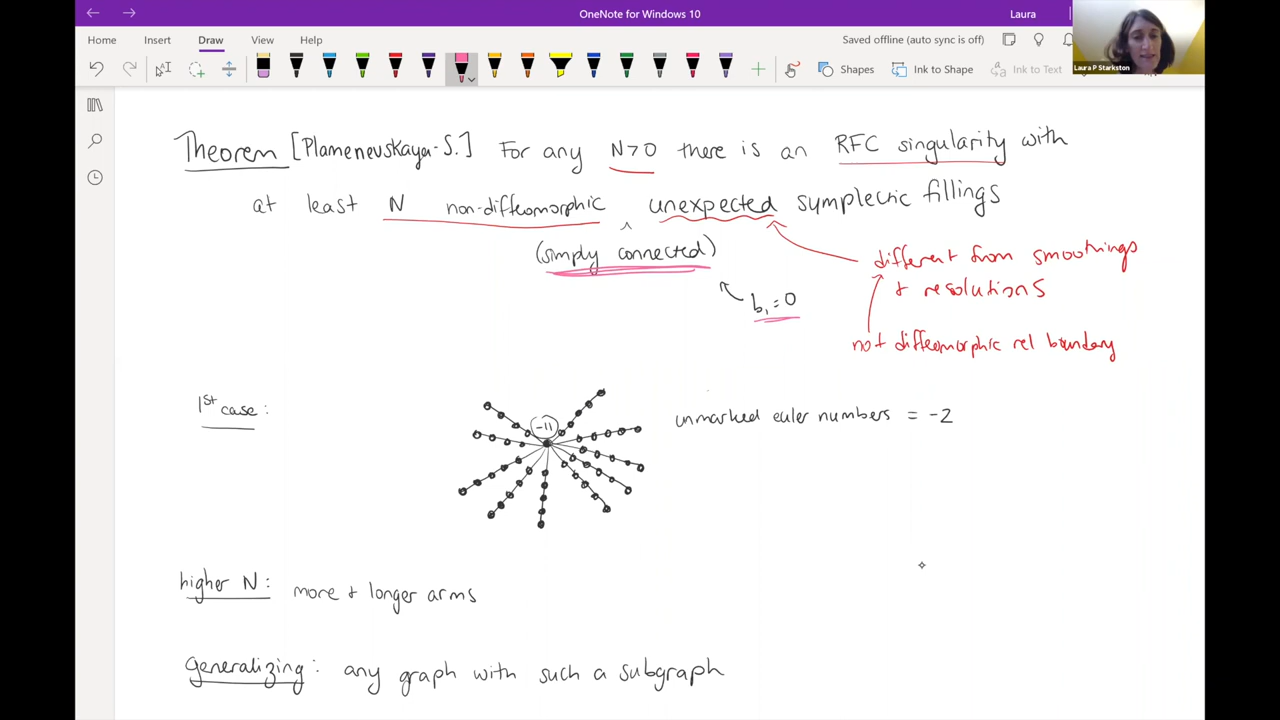 OneNote for Windows 10
Laura
Home Insert Draw View Help
Saved offline (auto sync is off)
Shapes Ink to Shape Ink to Text
Laura P Starkston
Theorem [Plamenevskaya-S.] For any N>0 there is an RFC singularity with
at least N non-diffeomorphic ^ unexpected symplectic fillings
(simply connected)
b₁=0
different from smoothings
+ resolutions
not diffeomorphic rel boundary
1st case:
-11
unmarked euler numbers = -2
higher N: more + longer arms
generalizing: any graph with such a subgraph